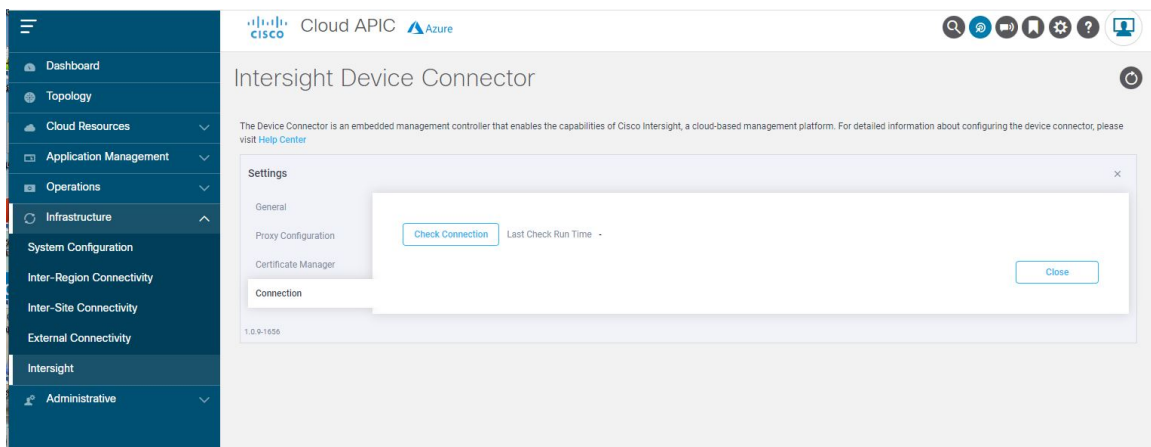 cisco
Cloud APIC
Azure
Dashboard
Topology
Cloud Resources
Application Management
Operations
Infrastructure
System Configuration
Inter-Region Connectivity
Inter-Site Connectivity
External Connectivity
Intersight
Administrative
Intersight Device Connector
The Device Connector is an embedded management controller that enables the capabilities of Cisco Intersight, a cloud-based management platform. For detailed information about configuring the device connector, please
visit Help Center
Settings
General
Proxy Configuration
Certificate Manager
Connection
1.0.9-1656
Check Connection
Last Check Run Time -
Close